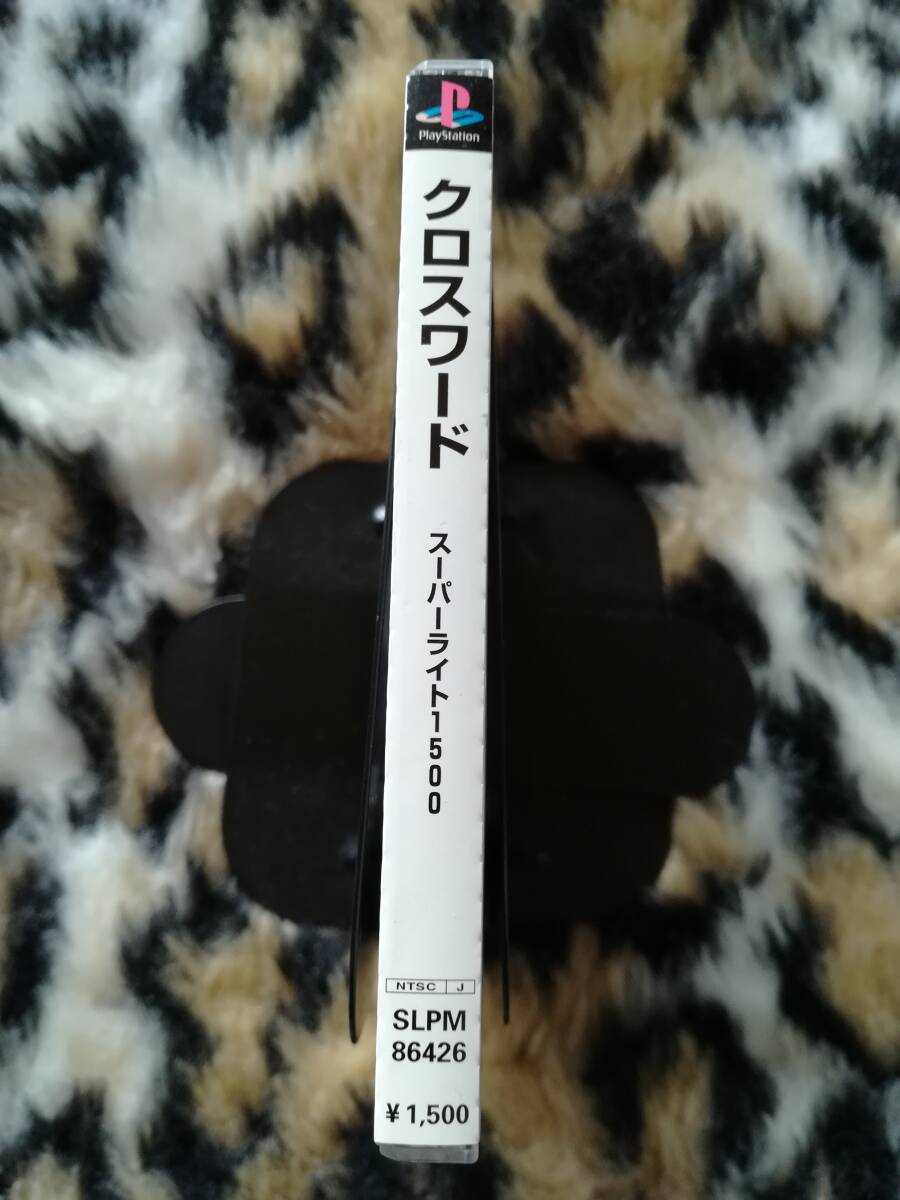 PlayStation
クロスワード
スーパーライト1500
NTSC J
SLPM
86426
¥1,500